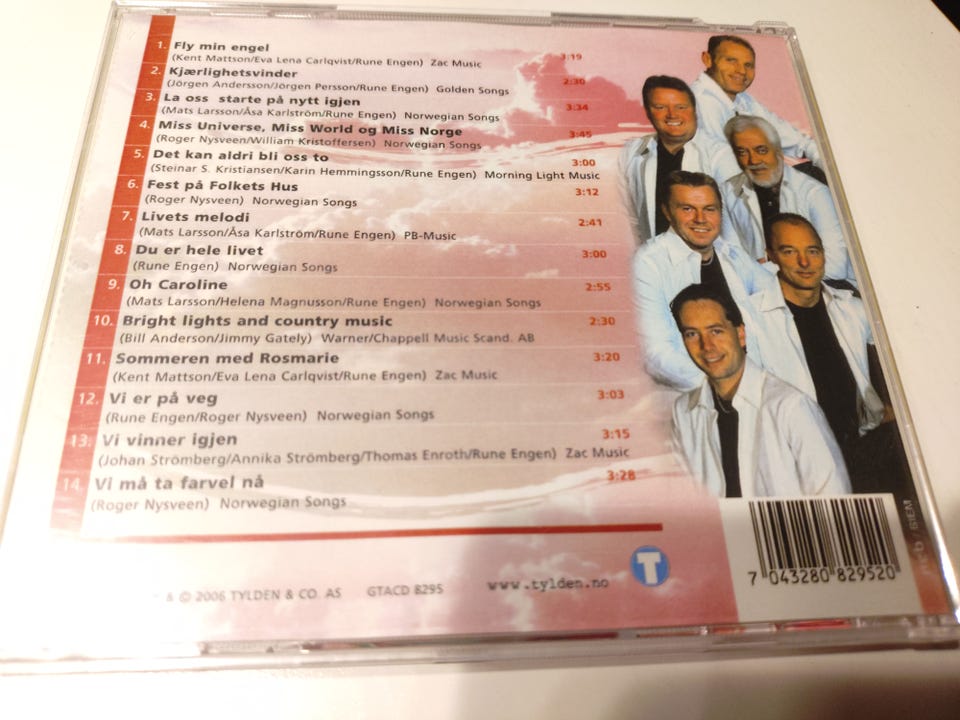 1. Fly min engel 3:19
(Kent Mattson/Eva Lena Carlqvist/Rune Engen) Zac Music
2. Kjærlighetsvinder 2:30
(Jörgen Andersson/Jörgen Persson/Rune Engen) Golden Songs
3. La oss starte på nytt igjen 3:34
(Mats Larsson/Åsa Karlström/Rune Engen) Norwegian Songs
4. Miss Universe, Miss World og Miss Norge 3:45
(Roger Nysveen/William Kristoffersen) Norwegian Songs
5. Det kan aldri bli oss to 3:00
(Steinar S. Kristiansen/Karin Hemmingsson/Rune Engen) Morning Light Music
6. Fest på Folkets Hus 3:12
(Roger Nysveen) Norwegian Songs
7. Livets melodi 2:41
(Mats Larsson/Åsa Karlström/Rune Engen) PB-Music
8. Du er hele livet 3:00
(Rune Engen) Norwegian Songs
9. Oh Caroline 2:55
(Mats Larsson/Helena Magnusson/Rune Engen) Norwegian Songs
10. Bright lights and country music 2:30
(Bill Anderson/Jimmy Gately) Warner/Chappell Music Scand. AB
11. Sommeren med Rosmarie 3:20
(Kent Mattson/Eva Lena Carlqvist/Rune Engen) Zac Music
12. Vi er på veg 3:03
(Rune Engen/Roger Nysveen) Norwegian Songs
13. Vi vinner igjen 3:15
(Johan Strömberg/Annika Strömberg/Thomas Enroth/Rune Engen) Zac Music
14. Vi må ta farvel nå 3:28
(Roger Nysveen) Norwegian Songs
& © 2006 TYLDEN & CO. AS GTACD 8295 www.tylden.no T
7 043280 829520